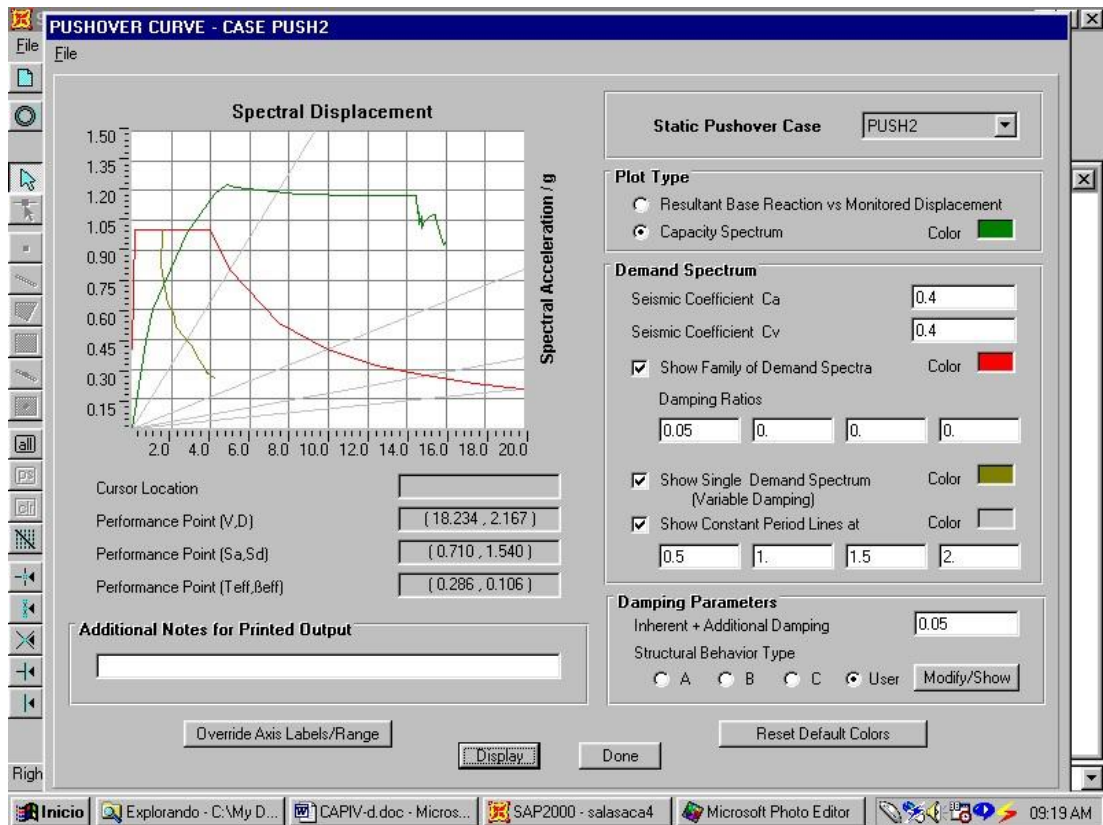 PUSHOVER CURVE - CASE PUSH2
File
File
Spectral Displacement
1.50
1.35
1.20
1.05
0.90
0.75
0.60
0.45
0.30
0.15
2.0 4.0 6.0 8.0 10.0 12.0 14.0 16.0 18.0 20.0
Spectral Acceleration / g
Cursor Location
Performance Point (V,D) ( 18.234 , 2.167 )
Performance Point (Sa,Sd) ( 0.710 , 1.540 )
Performance Point (Teff,ßeff) ( 0.286 , 0.106 )
Additional Notes for Printed Output
Override Axis Labels/Range
Display
Done
Static Pushover Case PUSH2
Plot Type
Resultant Base Reaction vs Monitored Displacement
Capacity Spectrum Color
Demand Spectrum
Seismic Coefficient Ca 0.4
Seismic Coefficient Cv 0.4
Show Family of Demand Spectra Color
Damping Ratios
0.05 0. 0. 0.
Show Single Demand Spectrum Color
(Variable Damping)
Show Constant Period Lines at Color
0.5 1. 1.5 2.
Damping Parameters
Inherent + Additional Damping 0.05
Structural Behavior Type
A B C User Modify/Show
Reset Default Colors
all
ps
clr
Righ
Inicio Explorando - C:\My D... CAPIV-d.doc - Micros... SAP2000 - salasaca4 Microsoft Photo Editor 09:19 AM